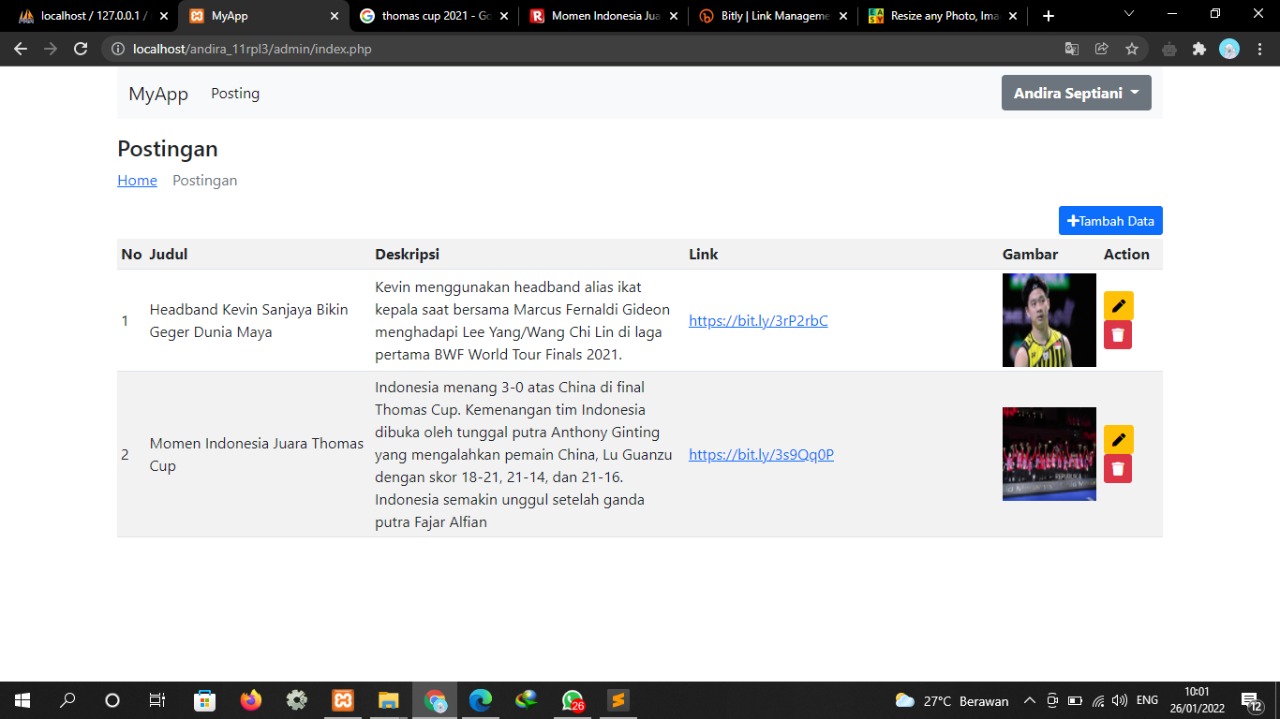 localhost / 127.0.0.1 /
MyApp
thomas cup 2021 - Go
Momen Indonesia Jua
Bitly | Link Manageme
Resize any Photo, Ima
localhost/andira_11rpl3/admin/index.php
MyApp Posting Andira Septiani
Postingan
Home Postingan
Tambah Data
No Judul Deskripsi Link Gambar Action
1
Headband Kevin Sanjaya Bikin
Geger Dunia Maya
Kevin menggunakan headband alias ikat
kepala saat bersama Marcus Fernaldi Gideon
menghadapi Lee Yang/Wang Chi Lin di laga
pertama BWF World Tour Finals 2021.
https://bit.ly/3rP2rbC
2
Momen Indonesia Juara Thomas
Cup
Indonesia menang 3-0 atas China di final
Thomas Cup. Kemenangan tim Indonesia
dibuka oleh tunggal putra Anthony Ginting
yang mengalahkan pemain China, Lu Guanzu
dengan skor 18-21, 21-14, dan 21-16.
Indonesia semakin unggul setelah ganda
putra Fajar Alfian
https://bit.ly/3s9Qq0P
26
27°C Berawan
ENG
10:01
26/01/2022
12